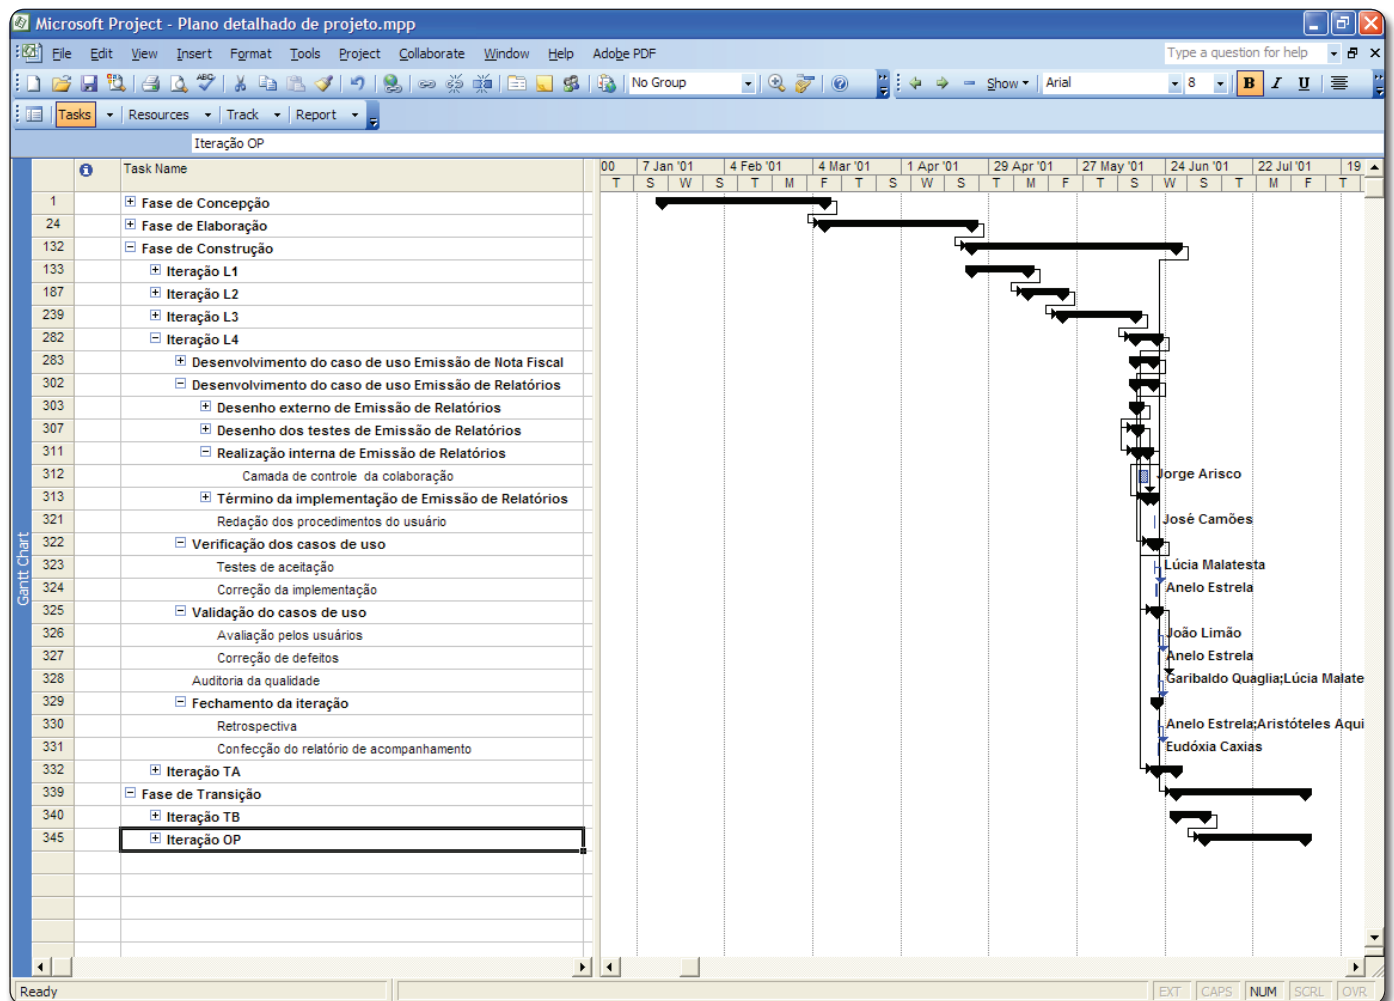 Microsoft Project - Plano detalhado de projeto.mpp
File Edit View Insert Format Tools Project Collaborate Window Help Adobe PDF Type a question for help
No Group Show Arial 8 B I U
Tasks Resources Track Report
Iteração OP
Task Name 00 7 Jan '01 4 Feb '01 4 Mar '01 1 Apr '01 29 Apr '01 27 May '01 24 Jun '01 22 Jul '01 19
T S W S T M F T S W S T M F T S W S T M F T
1 Fase de Concepção
24 Fase de Elaboração
132 Fase de Construção
133 Iteração L1
187 Iteração L2
239 Iteração L3
282 Iteração L4
283 Desenvolvimento do caso de uso Emissão de Nota Fiscal
302 Desenvolvimento do caso de uso Emissão de Relatórios
303 Desenho externo de Emissão de Relatórios
307 Desenho dos testes de Emissão de Relatórios
311 Realização interna de Emissão de Relatórios
312 Camada de controle da colaboração Jorge Arisco
313 Término da implementação de Emissão de Relatórios
321 Redação dos procedimentos do usuário José Camões
322 Verificação dos casos de uso
323 Testes de aceitação Lúcia Malatesta
324 Correção da implementação Anelo Estrela
325 Validação do casos de uso
326 Avaliação pelos usuários João Limão
327 Correção de defeitos Anelo Estrela
328 Auditoria da qualidade Garibaldo Quaglia;Lúcia Malate
329 Fechamento da iteração
330 Retrospectiva Anelo Estrela;Aristóteles Aqui
331 Confecção do relatório de acompanhamento Eudóxia Caxias
332 Iteração TA
339 Fase de Transição
340 Iteração TB
345 Iteração OP
Gantt Chart
Ready EXT CAPS NUM SCRL OVR